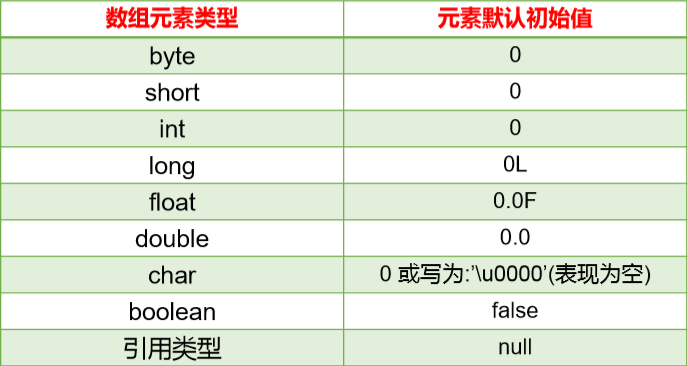 数组元素类型 元素默认初始值
byte 0
short 0
int 0
long 0L
float 0.0F
double 0.0
char 0 或写为:’\u0000’(表现为空)
boolean false
引用类型 null